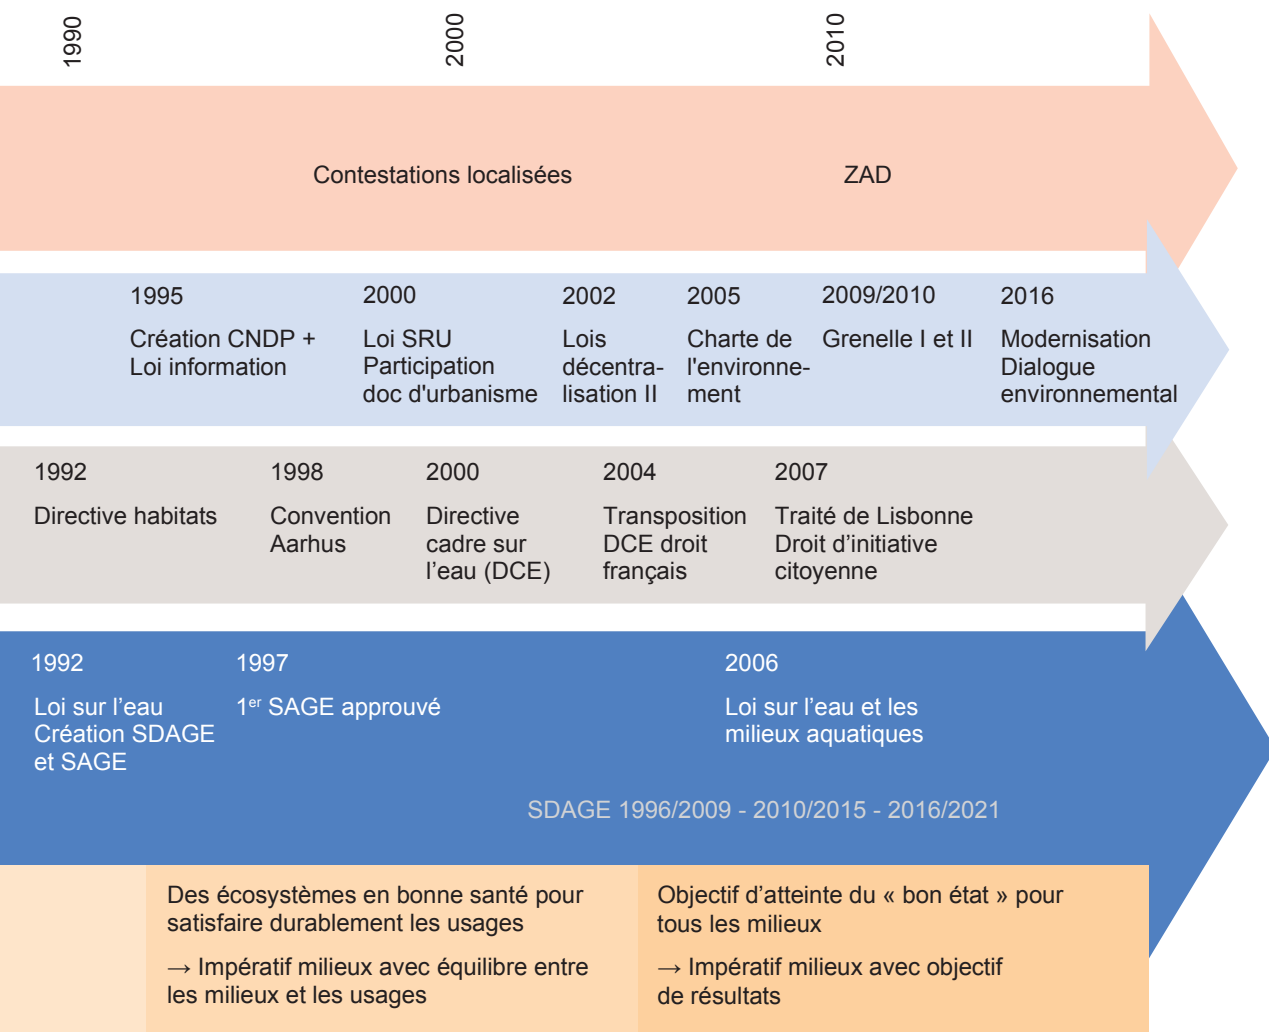 1990
2000
2010
Contestations localisées
ZAD
1995
Création CNDP +
Loi information
2000
Loi SRU
Participation
doc d'urbanisme
2002
Lois
décentra-
lisation II
2005
Charte de
l'environne-
ment
2009/2010
Grenelle I et II
2016
Modernisation
Dialogue
environnemental
1992
Directive habitats
1998
Convention
Aarhus
2000
Directive
cadre sur
l’eau (DCE)
2004
Transposition
DCE droit
français
2007
Traité de Lisbonne
Droit d’initiative
citoyenne
1992
Loi sur l’eau
Création SDAGE
et SAGE
1997
1er SAGE approuvé
2006
Loi sur l’eau et les
milieux aquatiques
SDAGE 1996/2009 - 2010/2015 - 2016/2021
Des écosystèmes en bonne santé pour
satisfaire durablement les usages
→ Impératif milieux avec équilibre entre
les milieux et les usages
Objectif d’atteinte du « bon état » pour
tous les milieux
→ Impératif milieux avec objectif
de résultats